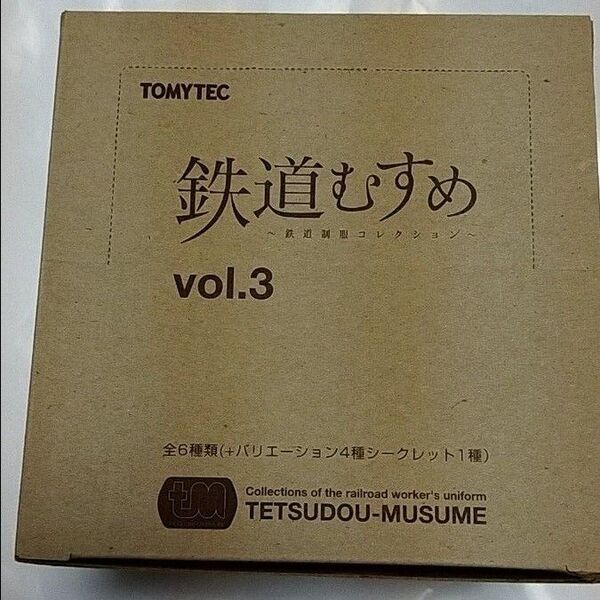 TOMYTEC
鉄道むすめ
～鉄道制服コレクション～
vol.3
全6種類(+バリエーション4種シークレット1種)
tm
Collections of the railroad worker's uniform
TETSUDOU-MUSUME